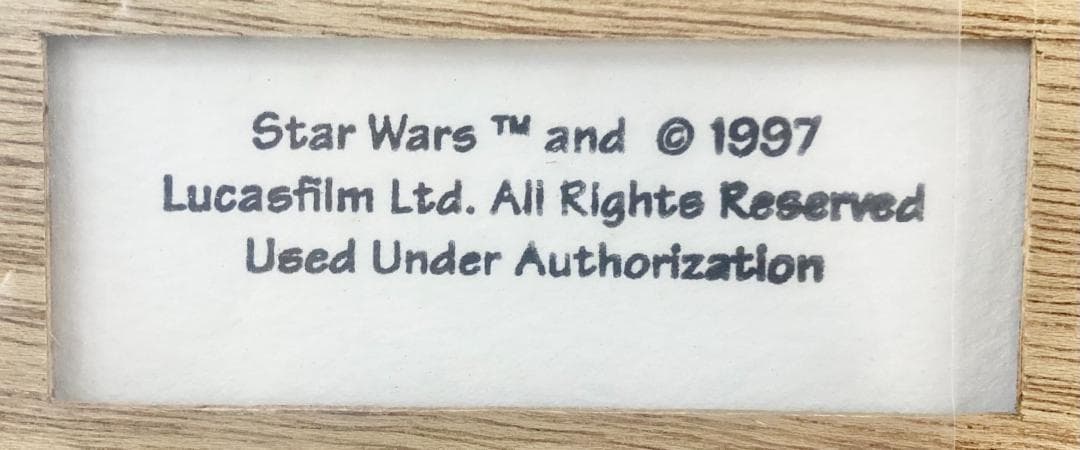 Star Wars ™ and © 1997
Lucasfilm Ltd. All Rights Reserved
Used Under Authorization